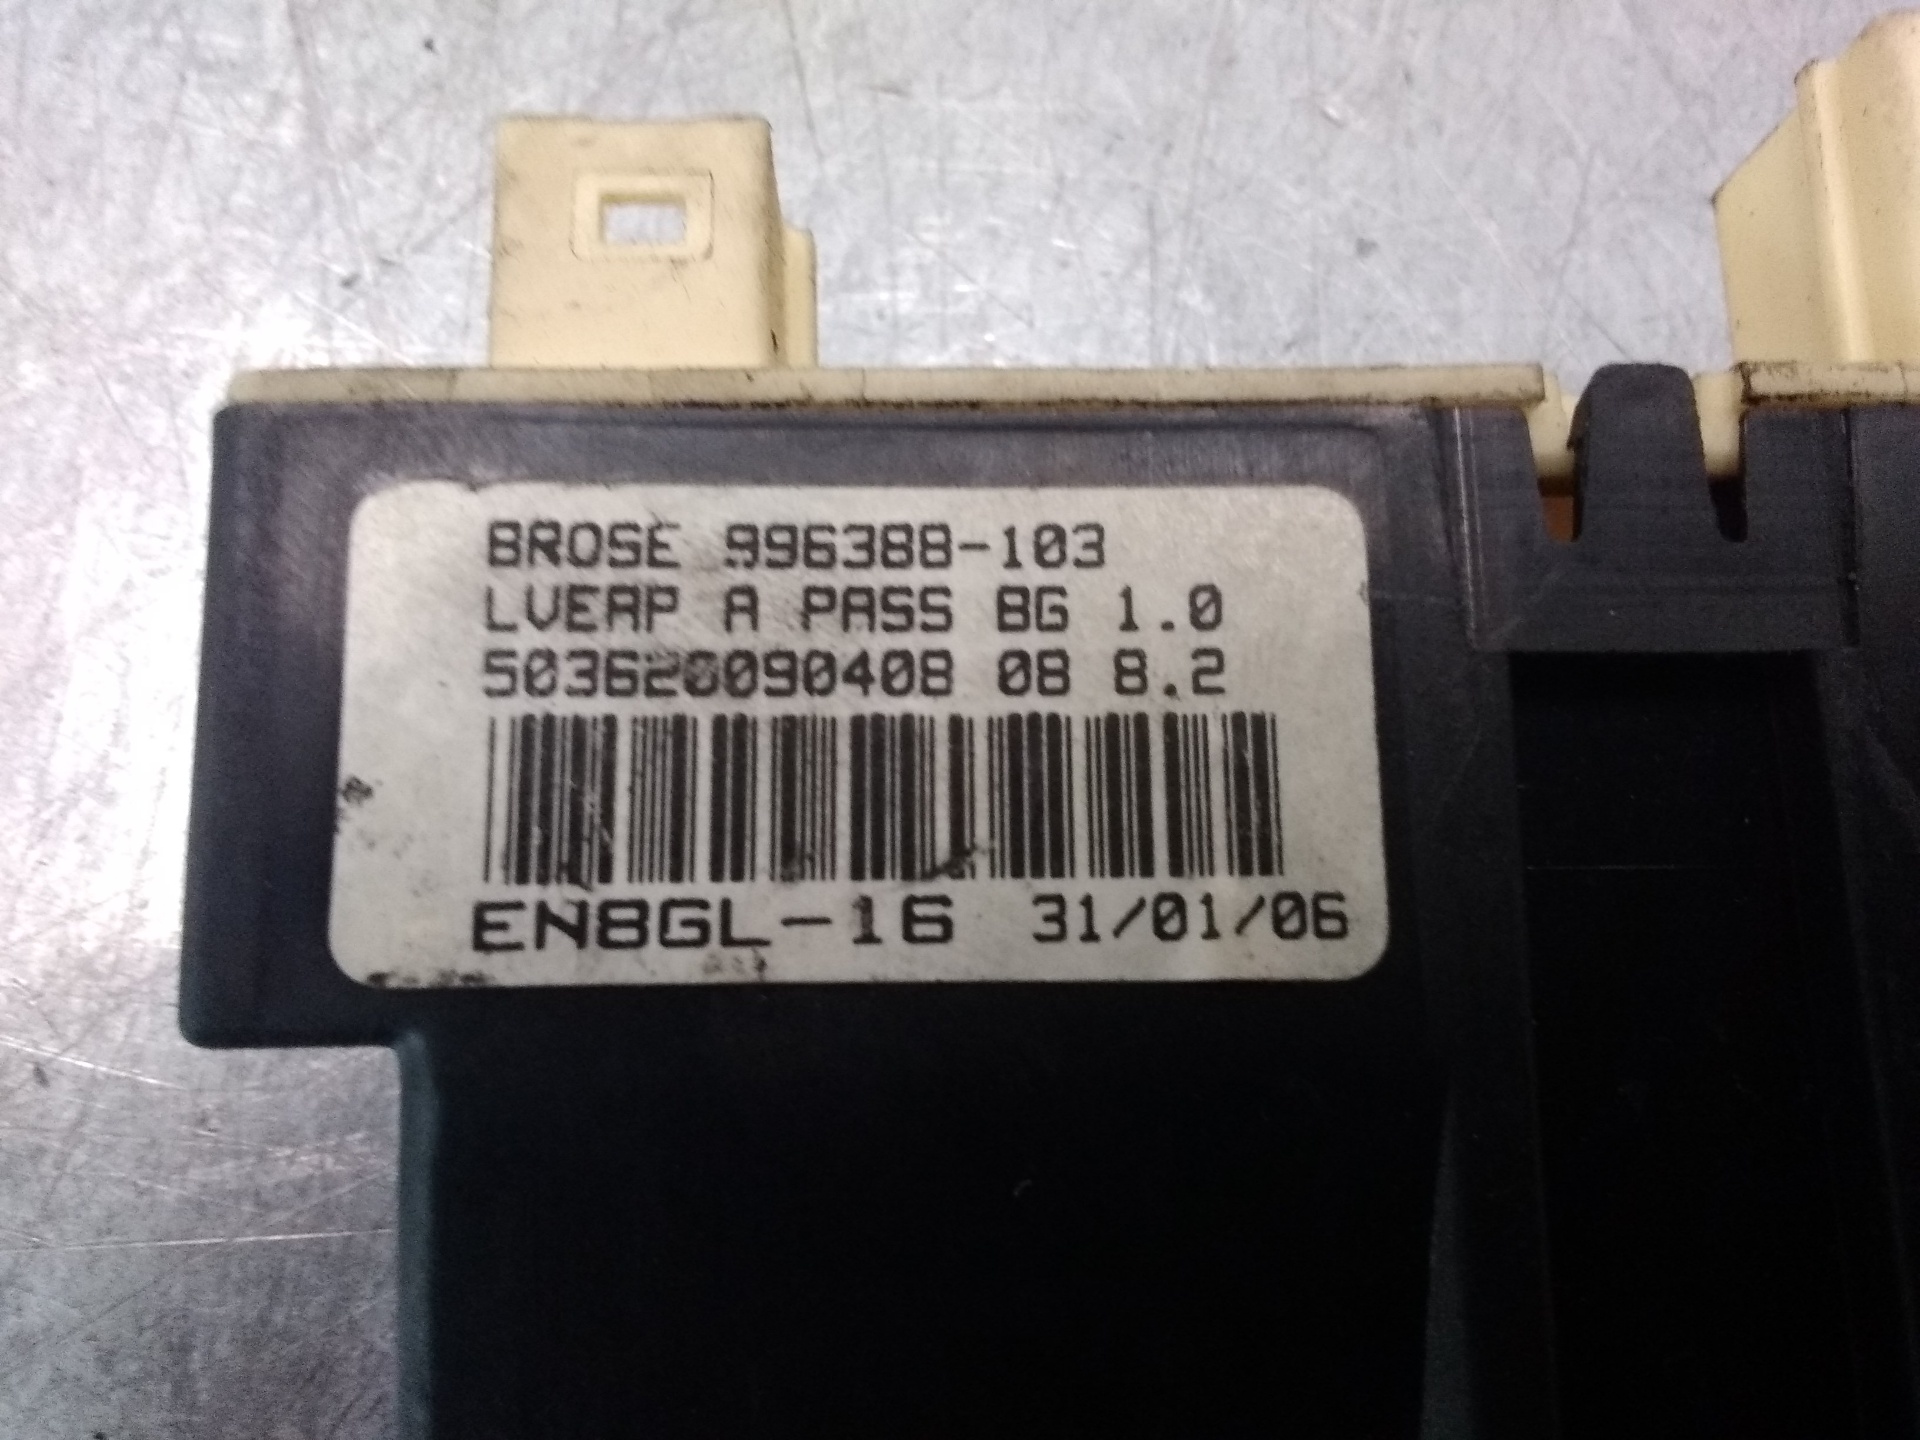 BROSE 996388-103
LVEAP A PASS BG 1.0
503620090408 08 8.2
EN8GL-16 31/01/06